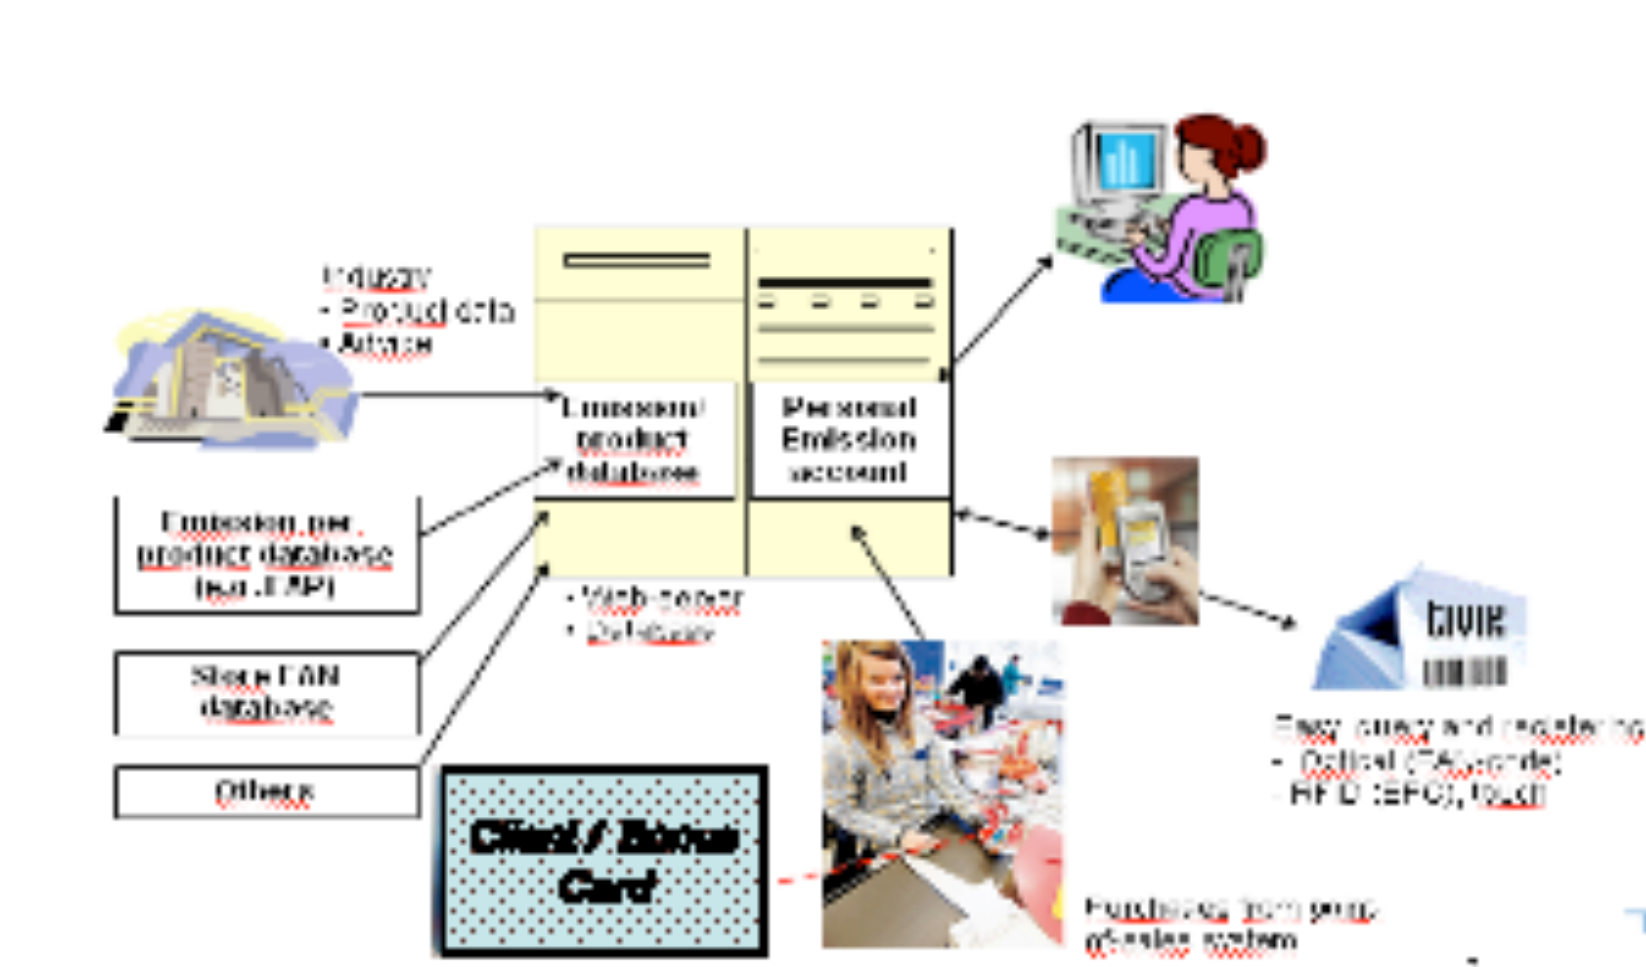 Industry
- Product data
- Advice
Emission/
product
database
Personal
Emission
account
Emission per
product database
(e.g. EAP)
- Web-server
- Database
Store EAN
database
Others
Client / Bonus
Card
Easy query and registering
- Optical (EAN-code)
- RFID (EPC), touch
Purchases from point
of-sales system